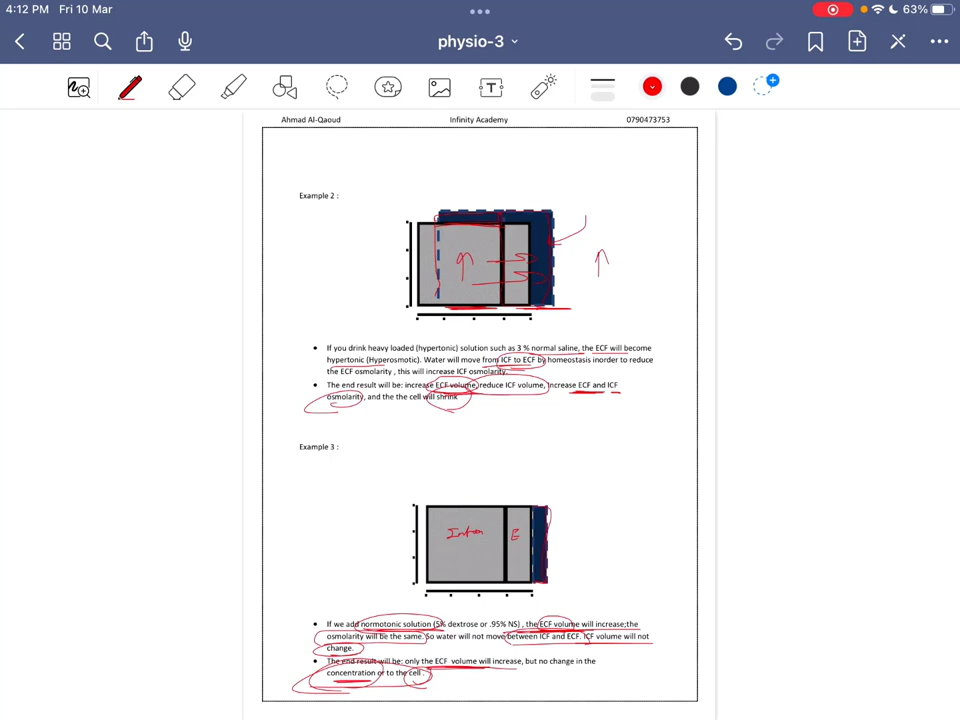 4:12 PM Fri 10 Mar
63%
physio-3
Ahmad Al-Qaoud Infinity Academy 0790473753
Example 2 :
If you drink heavy loaded (hypertonic) solution such as 3 % normal saline, the ECF will become
hypertonic (Hyperosmotic). Water will move from ICF to ECF by homeostasis inorder to reduce
the ECF osmolarity , this will increase ICF osmolarity.
The end result will be: increase ECF volume, reduce ICF volume, Increase ECF and ICF
osmolarity, and the the cell will shrink
Example 3 :
E
If we add normotonic solution (5% dextrose or .95% NS) , the ECF volume will increase;the
osmolarity will be the same. So water will not move between ICF and ECF. ICF volume will not
change.
The end result will be: only the ECF volume will increase, but no change in the
concentration or to the cell .